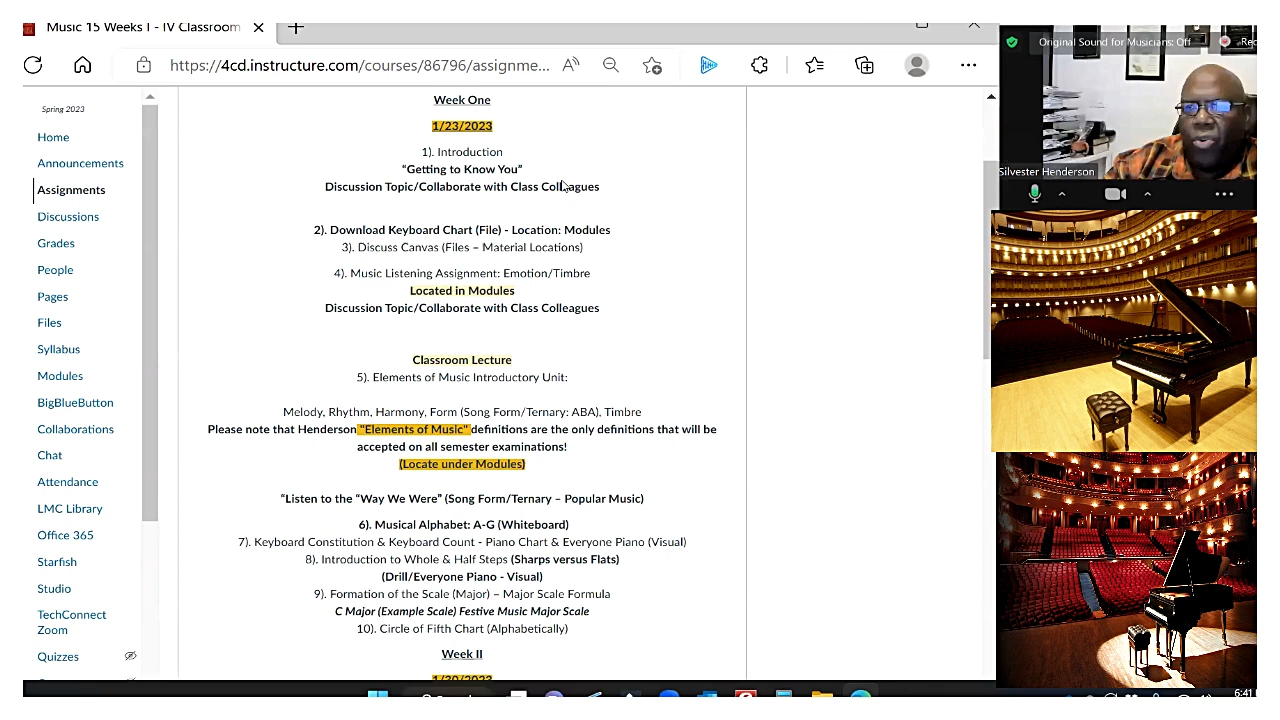 Music 15 Weeks I - IV Classroom
https://4cd.instructure.com/courses/86796/assignme...
Original Sound for Musicians: Off
Rec
Silvester Henderson
Spring 2023
Home
Announcements
Assignments
Discussions
Grades
People
Pages
Files
Syllabus
Modules
BigBlueButton
Collaborations
Chat
Attendance
LMC Library
Office 365
Starfish
Studio
TechConnect
Zoom
Quizzes
Week One
1/23/2023
1). Introduction
“Getting to Know You”
Discussion Topic/Collaborate with Class Colleagues
2). Download Keyboard Chart (File) - Location: Modules
3). Discuss Canvas (Files – Material Locations)
4). Music Listening Assignment: Emotion/Timbre
Located in Modules
Discussion Topic/Collaborate with Class Colleagues
Classroom Lecture
5). Elements of Music Introductory Unit:
Melody, Rhythm, Harmony, Form (Song Form/Ternary: ABA), Timbre
Please note that Henderson “Elements of Music” definitions are the only definitions that will be
accepted on all semester examinations!
(Locate under Modules)
“Listen to the “Way We Were” (Song Form/Ternary – Popular Music)
6). Musical Alphabet: A-G (Whiteboard)
7). Keyboard Constitution & Keyboard Count - Piano Chart & Everyone Piano (Visual)
8). Introduction to Whole & Half Steps (Sharps versus Flats)
(Drill/Everyone Piano - Visual)
9). Formation of the Scale (Major) – Major Scale Formula
C Major (Example Scale) Festive Music Major Scale
10). Circle of Fifth Chart (Alphabetically)
Week II
1/30/2023
6:41